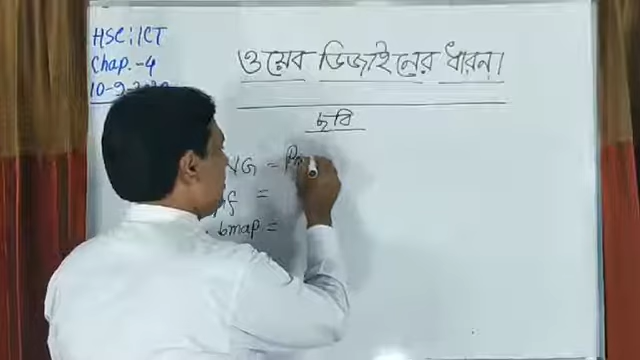 HSC: ICT
Chap.-4
ওয়েব ডিজাইনের ধারনা
ছবি
NG =
=
bmap =